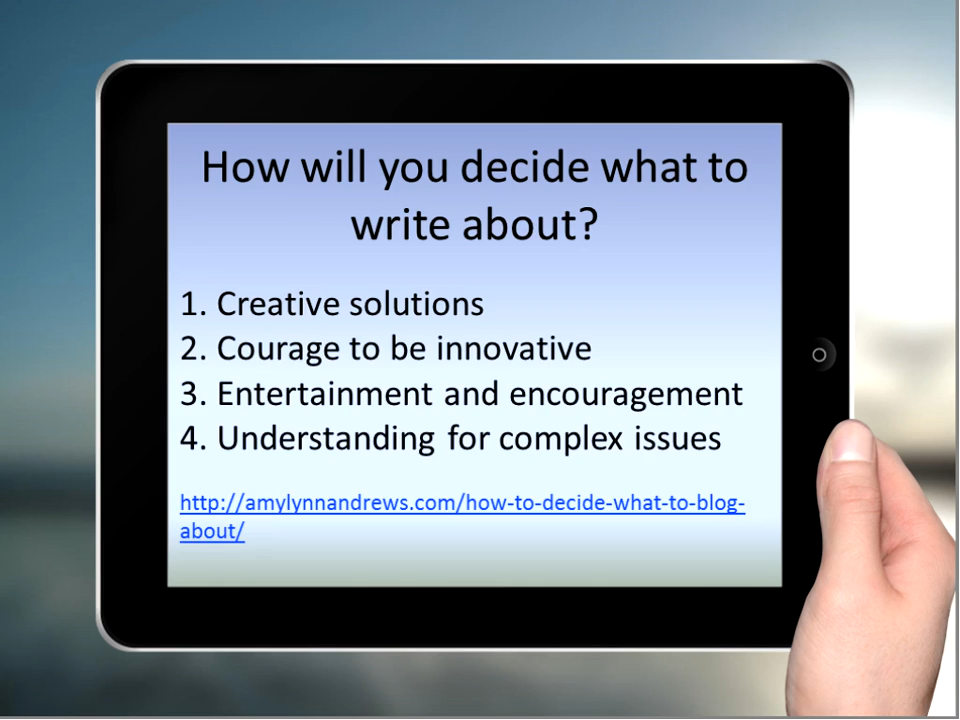 How will you decide what to
write about?
1. Creative solutions
2. Courage to be innovative
3. Entertainment and encouragement
4. Understanding for complex issues
http://amylynnandrews.com/how-to-decide-what-to-blog-
about/